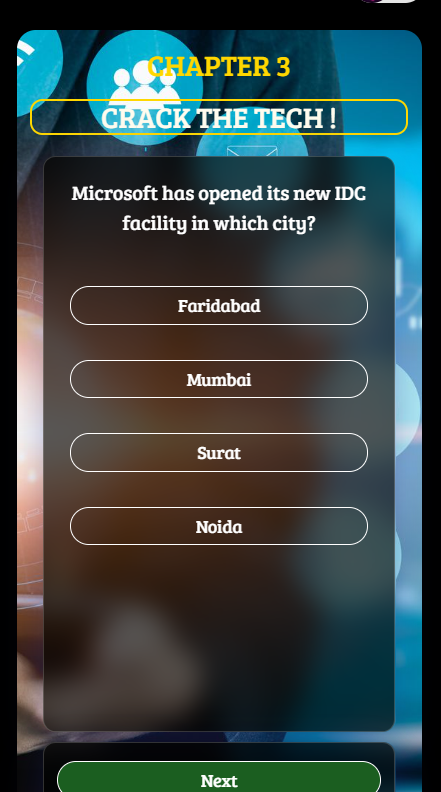 CHAPTER 3
CRACK THE TECH !
Microsoft has opened its new IDC
facility in which city?
Faridabad
Mumbai
Surat
Noida
Next